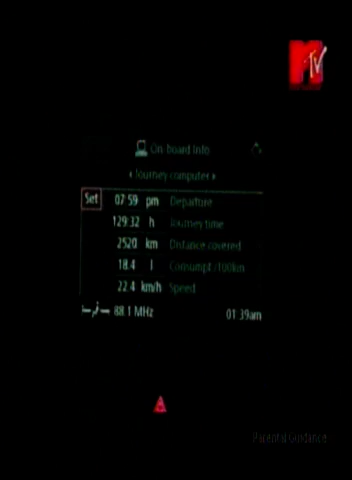 MTV
On-board Info
Journey computer
Set 07:59 pm Departure
129:32 h Journey time
2520 km Distance covered
18.4 l Consumpt./100km
22.4 km/h Speed
88.1 MHz 01:39am
Parental Guidance